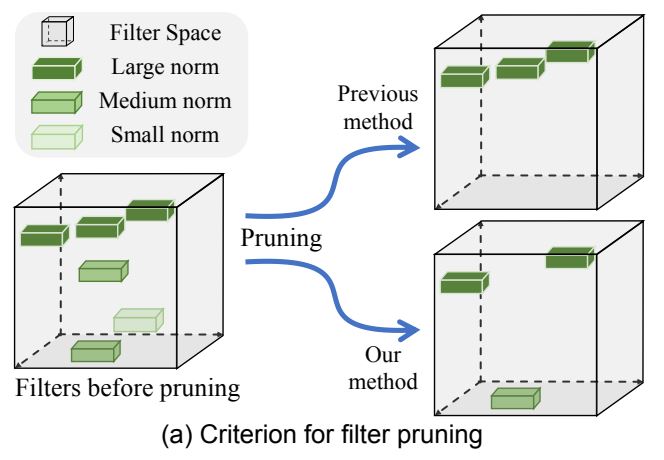 Filter Space
Large norm
Medium norm
Small norm
Previous
method
Pruning
Our
method
Filters before pruning
(a) Criterion for filter pruning